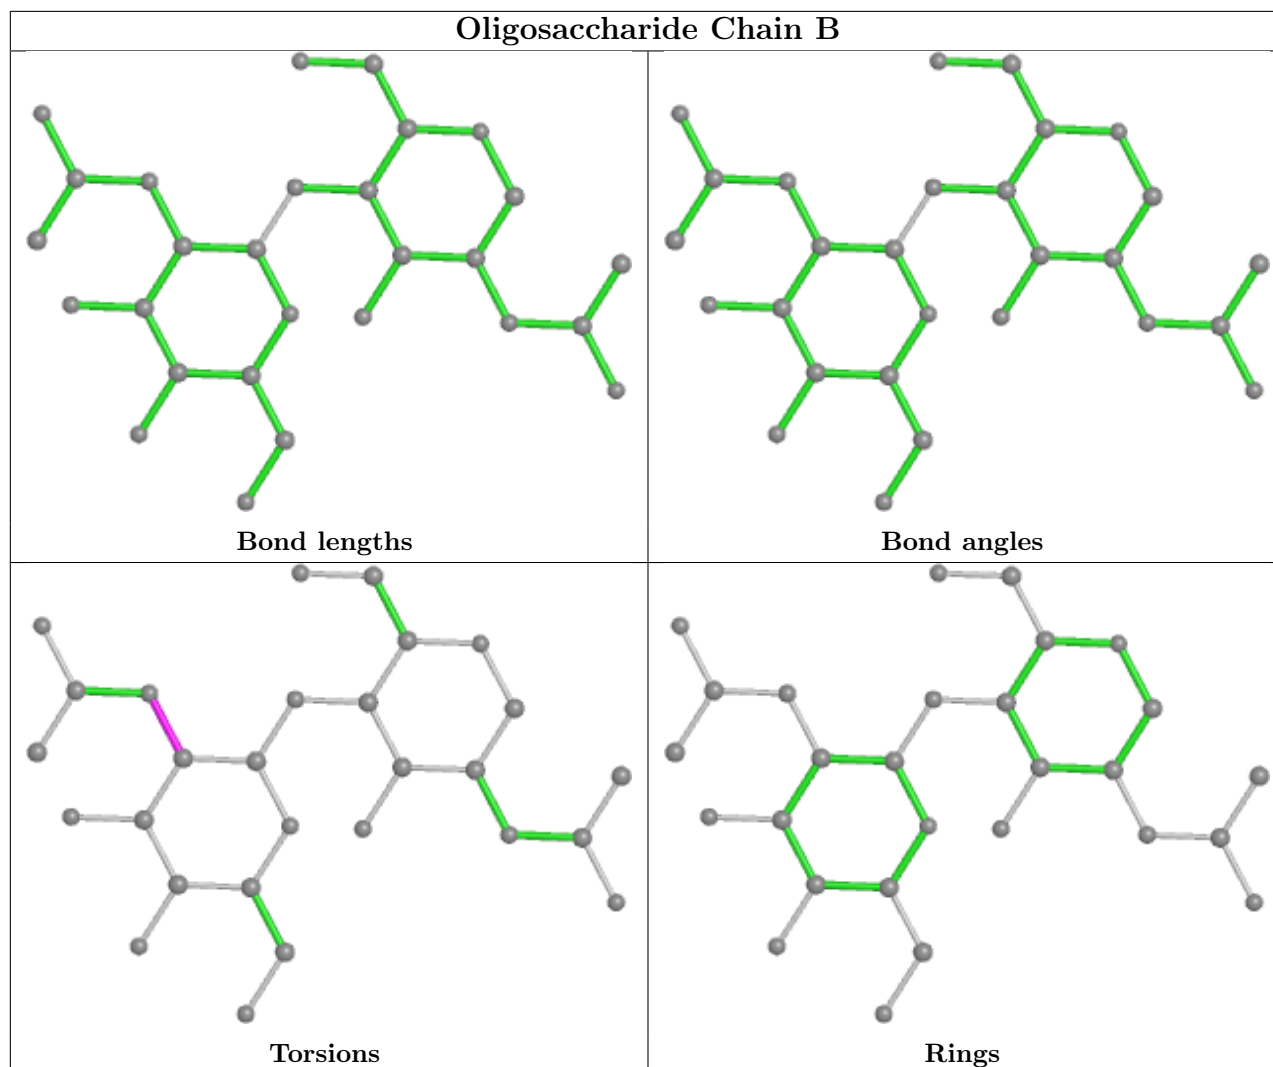 Oligosaccharide Chain B
Bond lengths
Bond angles
Torsions
Rings